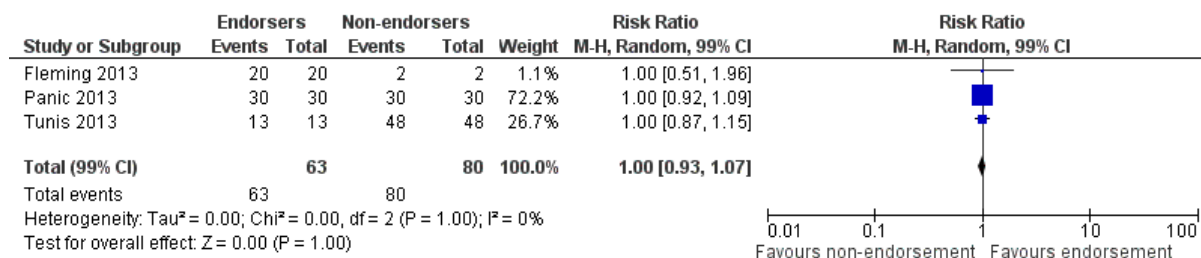 Endorsers Non-endorsers Risk Ratio Risk Ratio
Study or Subgroup Events Total Events Total Weight M-H, Random, 99% CI M-H, Random, 99% CI
Fleming 2013 20 20 2 2 1.1% 1.00 [0.51, 1.96]
Panic 2013 30 30 30 30 72.2% 1.00 [0.92, 1.09]
Tunis 2013 13 13 48 48 26.7% 1.00 [0.87, 1.15]
Total (99% CI) 63 80 100.0% 1.00 [0.93, 1.07]
Total events 63 80
Heterogeneity: Tau² = 0.00; Chi² = 0.00, df = 2 (P = 1.00); I² = 0%
Test for overall effect: Z = 0.00 (P = 1.00)
0.01 0.1 1 10 100
Favours non-endorsement Favours endorsement